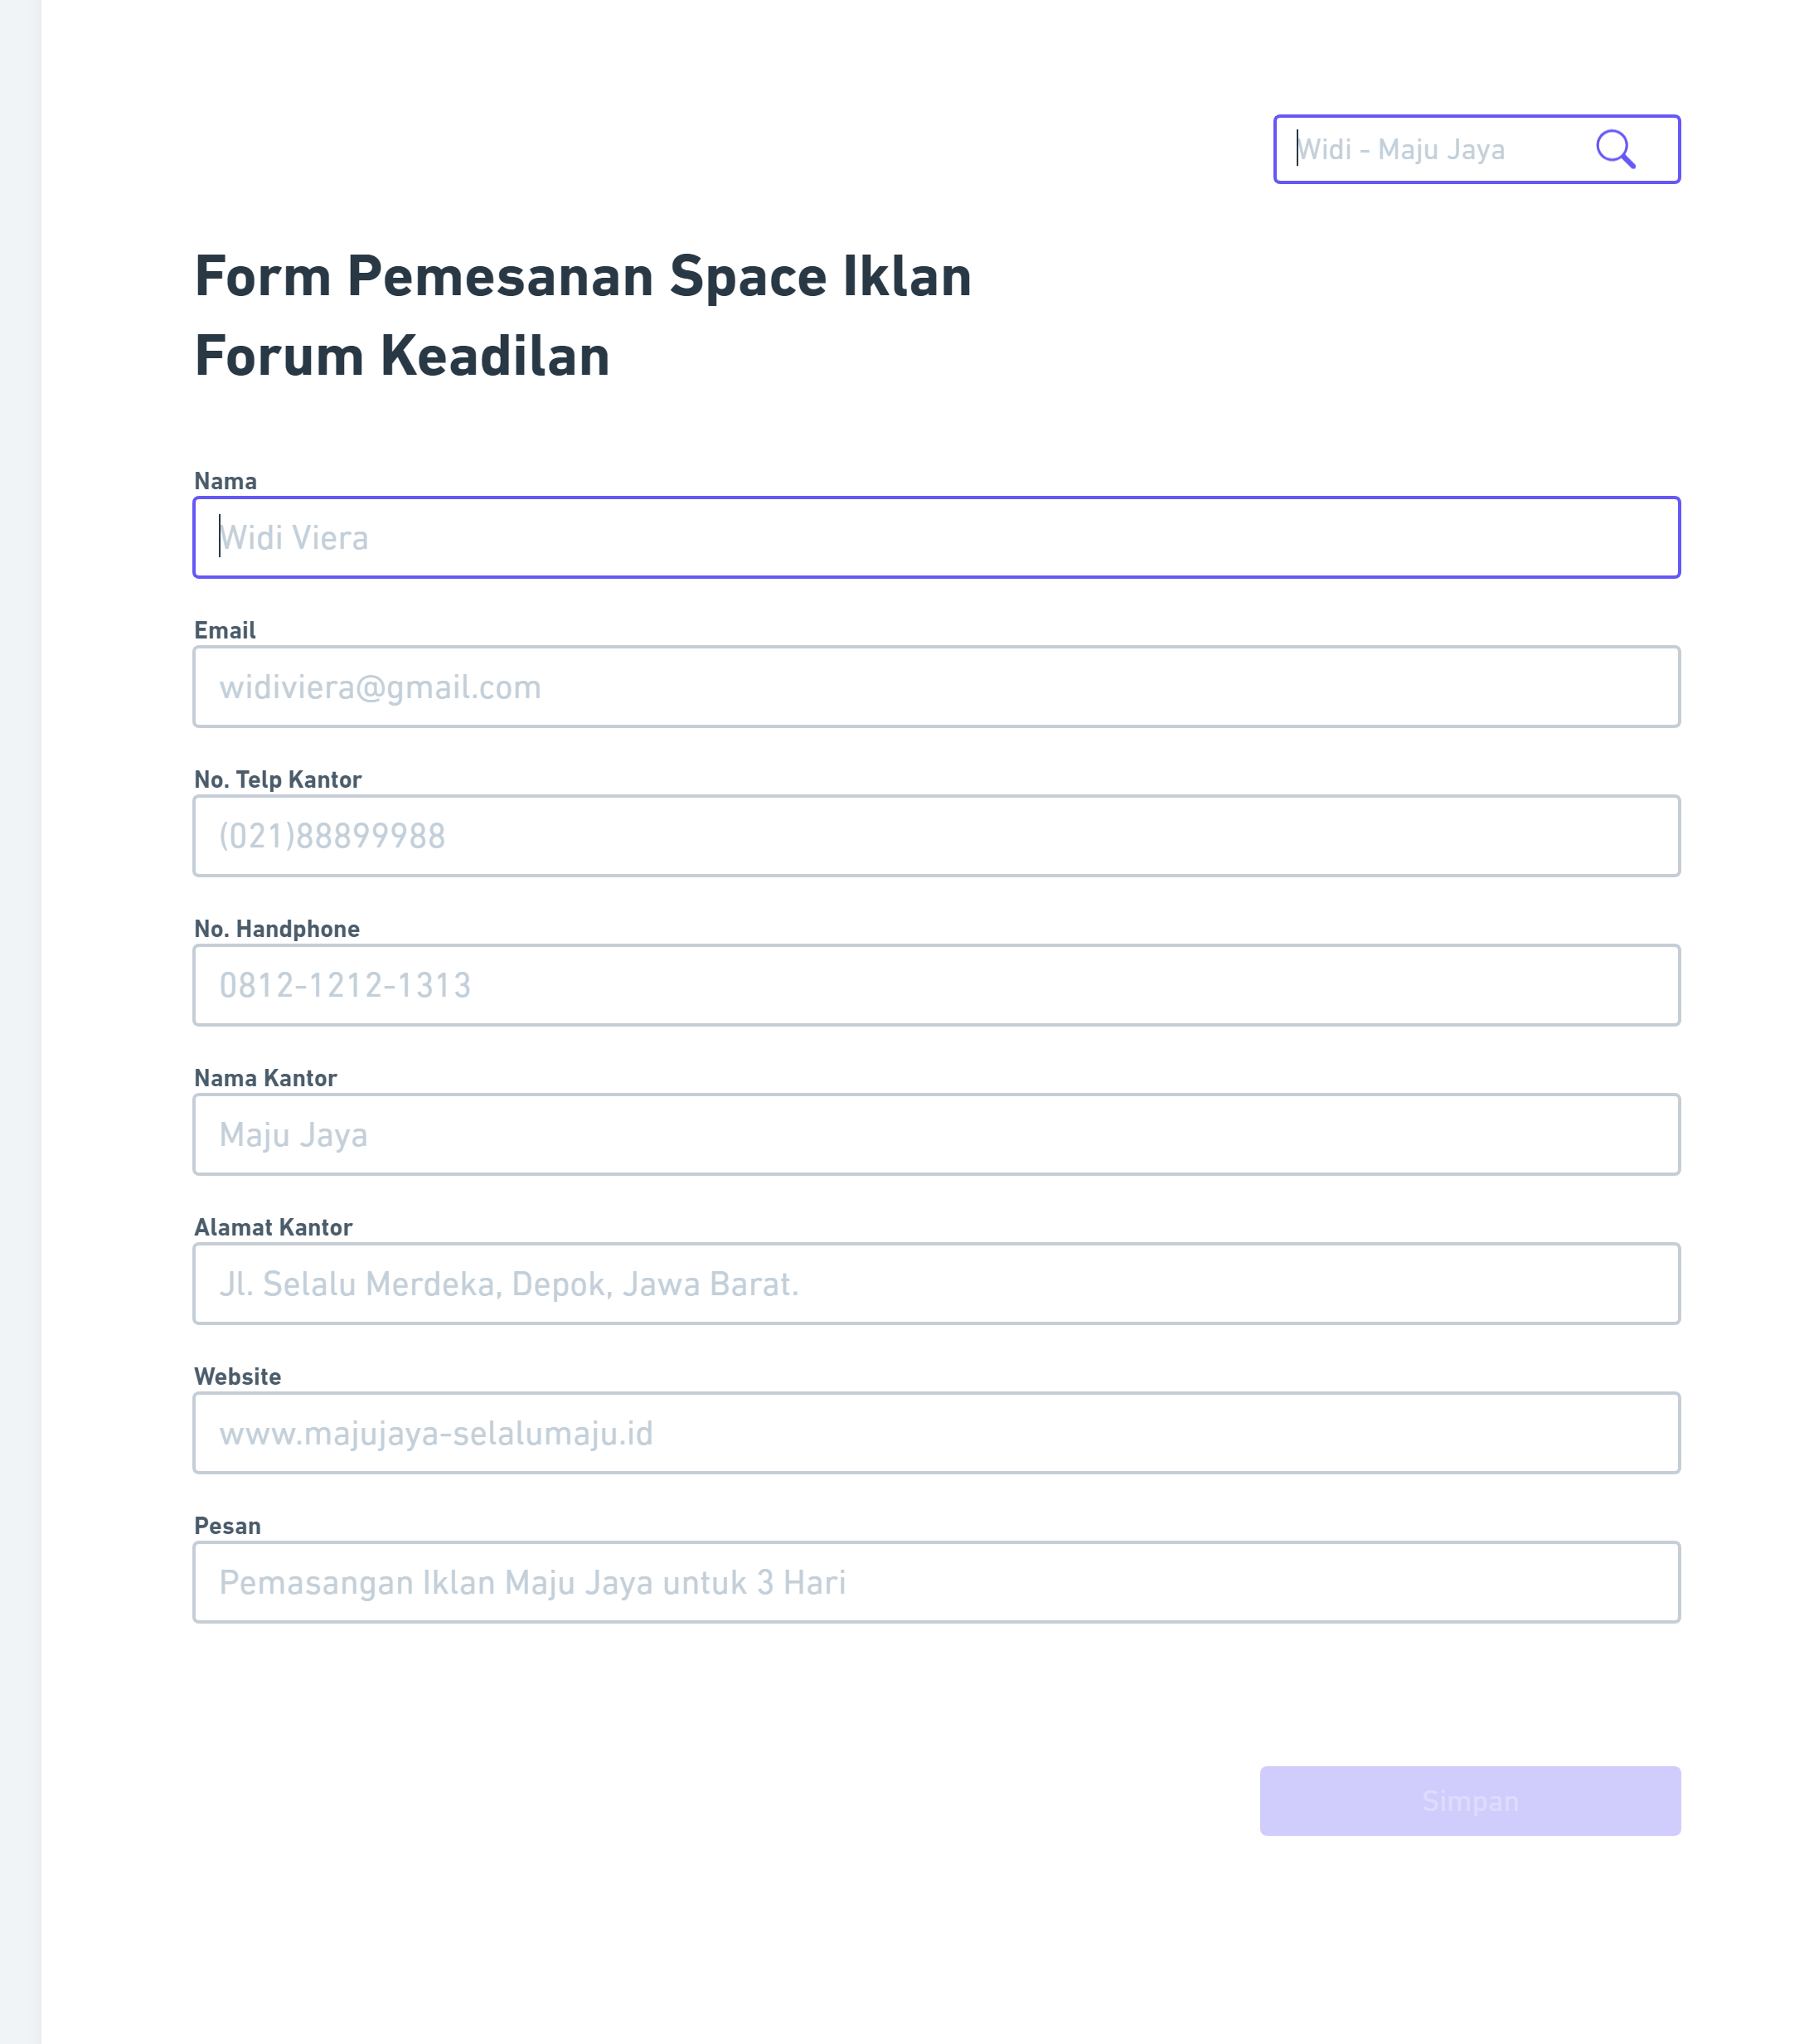 Widi - Maju Jaya
Form Pemesanan Space Iklan
Forum Keadilan
Nama
Widi Viera
Email
widiviera@gmail.com
No. Telp Kantor
(021)88899988
No. Handphone
0812-1212-1313
Nama Kantor
Maju Jaya
Alamat Kantor
Jl. Selalu Merdeka, Depok, Jawa Barat.
Website
www.majujaya-selalumaju.id
Pesan
Pemasangan Iklan Maju Jaya untuk 3 Hari
Simpan